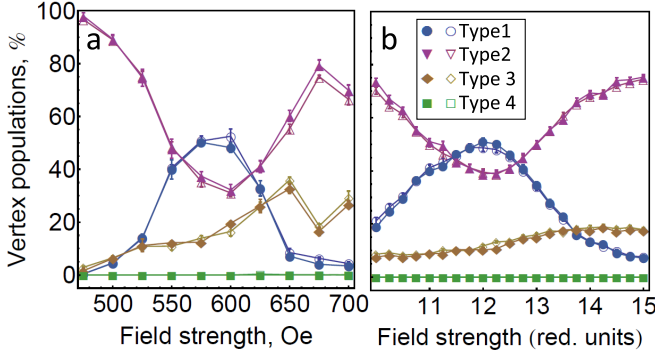 Vertex populations, %
100
80
60
40
20
0
a
500
550
600
650
700
Field strength, Oe
b
Type1
Type2
Type 3
Type 4
11
12
13
14
15
Field strength (red. units)